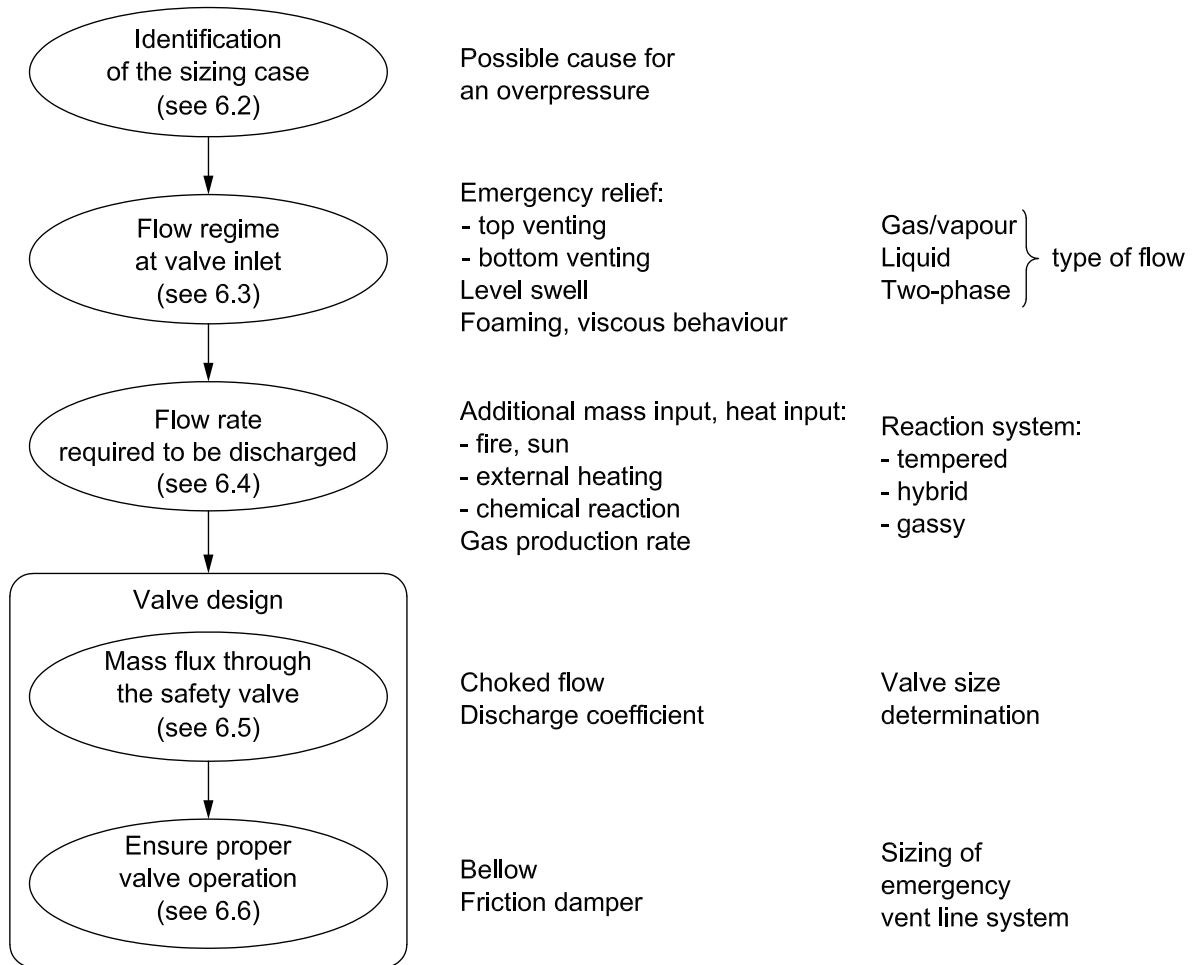 Identification
of the sizing case
(see 6.2)
Possible cause for
an overpressure
Flow regime
at valve inlet
(see 6.3)
Emergency relief:
- top venting
- bottom venting
Level swell
Foaming, viscous behaviour
Gas/vapour
Liquid
Two-phase
type of flow
Flow rate
required to be discharged
(see 6.4)
Additional mass input, heat input:
- fire, sun
- external heating
- chemical reaction
Gas production rate
Reaction system:
- tempered
- hybrid
- gassy
Valve design
Mass flux through
the safety valve
(see 6.5)
Choked flow
Discharge coefficient
Valve size
determination
Ensure proper
valve operation
(see 6.6)
Bellow
Friction damper
Sizing of
emergency
vent line system